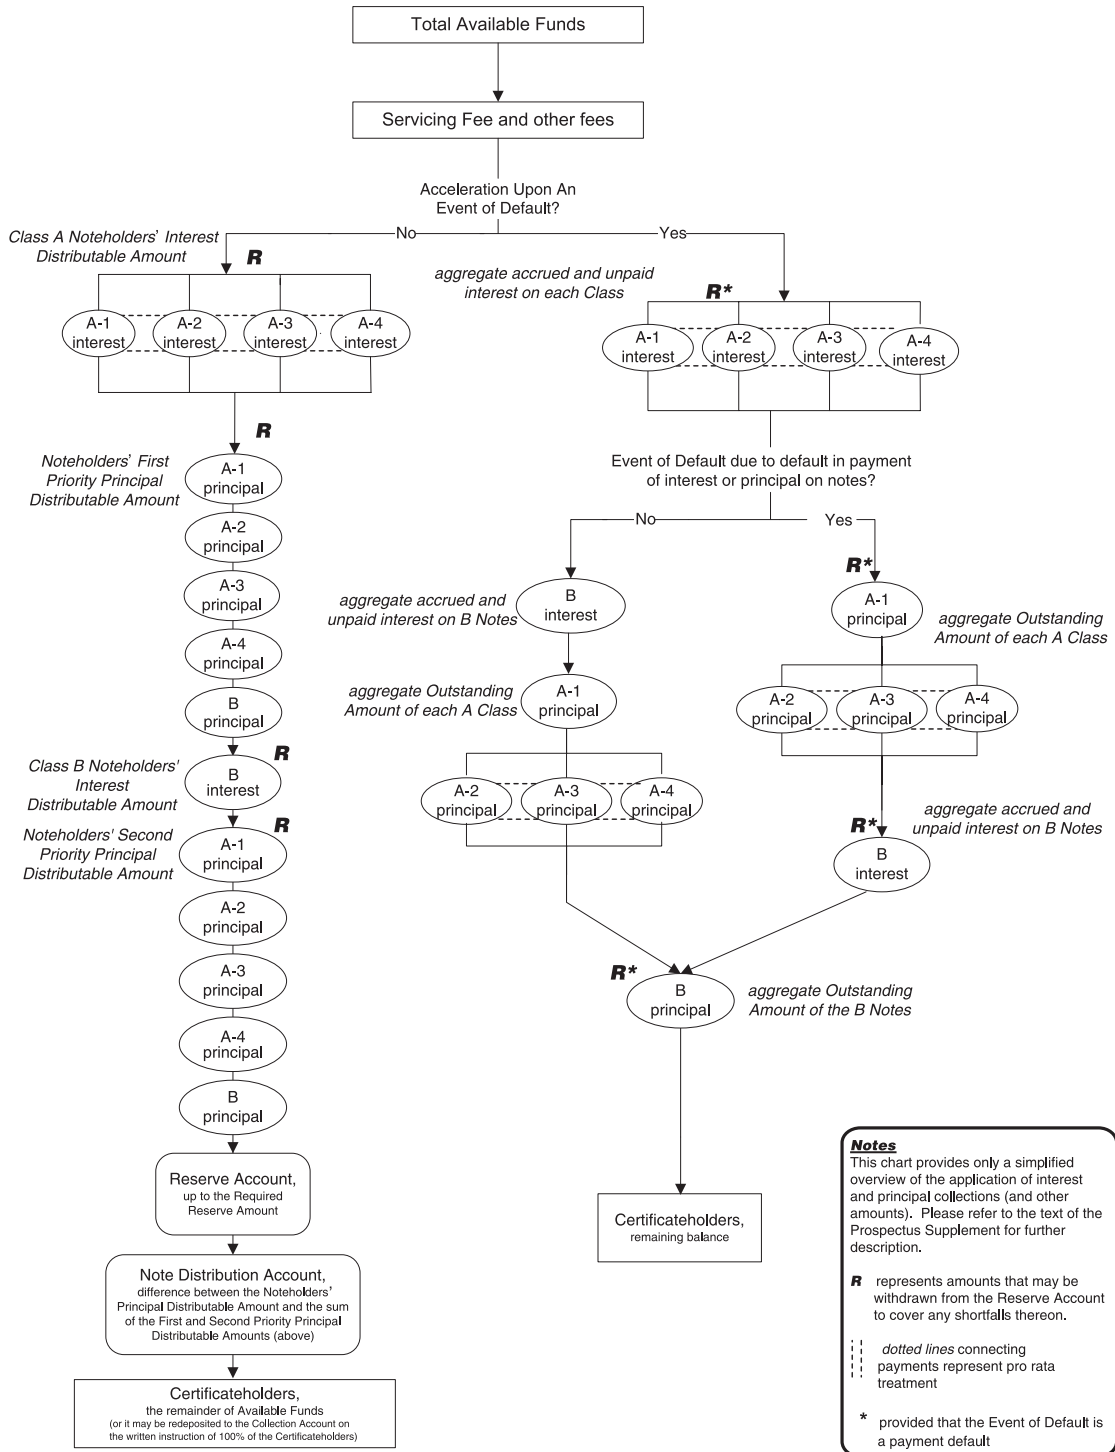 Total Available Funds
Servicing Fee and other fees
Acceleration Upon An
Event of Default?
No
Yes
Class A Noteholders' Interest
Distributable Amount
R
A-1
interest
A-2
interest
A-3
interest
A-4
interest
R
Noteholders' First
Priority Principal
Distributable Amount
A-1
principal
A-2
principal
A-3
principal
A-4
principal
B
principal
R
Class B Noteholders'
Interest
Distributable Amount
B
interest
R
Noteholders' Second
Priority Principal
Distributable Amount
A-1
principal
A-2
principal
A-3
principal
A-4
principal
B
principal
Reserve Account,
up to the Required
Reserve Amount
Note Distribution Account,
difference between the Noteholders'
Principal Distributable Amount and the sum
of the First and Second Priority Principal
Distributable Amounts (above)
Certificateholders,
the remainder of Available Funds
(or it may be redeposited to the Collection Account on
the written instruction of 100% of the Certificateholders)
aggregate accrued and unpaid
interest on each Class
R*
A-1
interest
A-2
interest
A-3
interest
A-4
interest
Event of Default due to default in payment
of interest or principal on notes?
No
Yes
aggregate accrued and
unpaid interest on B Notes
B
interest
aggregate Outstanding
Amount of each A Class
A-1
principal
A-2
principal
A-3
principal
A-4
principal
R*
A-1
principal
aggregate Outstanding
Amount of each A Class
A-2
principal
A-3
principal
A-4
principal
R*
aggregate accrued and
unpaid interest on B Notes
B
interest
R*
B
principal
aggregate Outstanding
Amount of the B Notes
Certificateholders,
remaining balance
Notes
This chart provides only a simplified
overview of the application of interest
and principal collections (and other
amounts). Please refer to the text of the
Prospectus Supplement for further
description.
R represents amounts that may be
withdrawn from the Reserve Account
to cover any shortfalls thereon.
dotted lines connecting
payments represent pro rata
treatment
* provided that the Event of Default is
a payment default